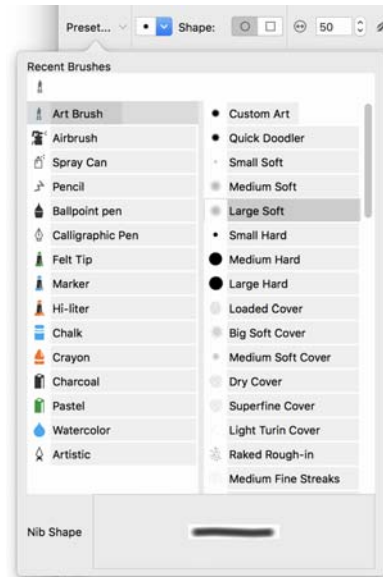 Preset... Shape: 50
Recent Brushes
Art Brush
Airbrush
Spray Can
Pencil
Ballpoint pen
Calligraphic Pen
Felt Tip
Marker
Hi-liter
Chalk
Crayon
Charcoal
Pastel
Watercolor
Artistic
Custom Art
Quick Doodler
Small Soft
Medium Soft
Large Soft
Small Hard
Medium Hard
Large Hard
Loaded Cover
Big Soft Cover
Medium Soft Cover
Dry Cover
Superfine Cover
Light Turin Cover
Raked Rough-in
Medium Fine Streaks
Nib Shape